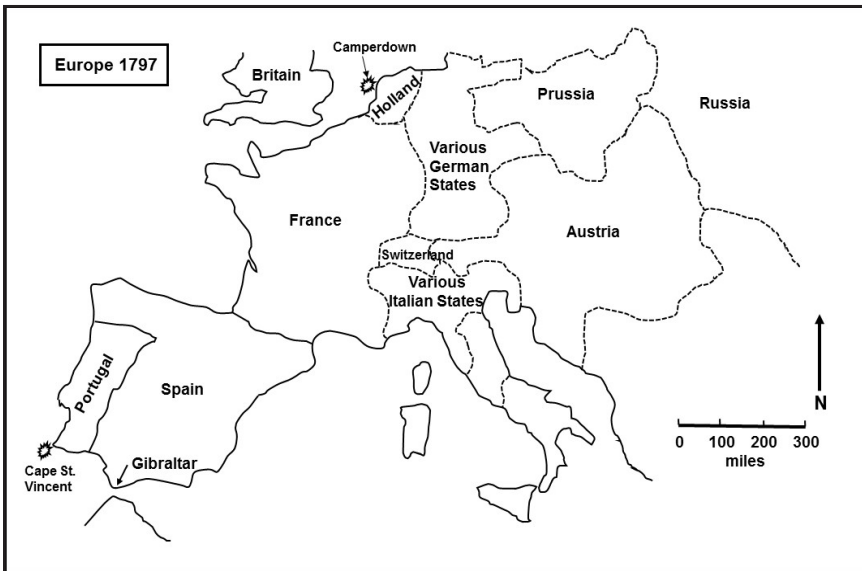 Europe 1797
Camperdown
Britain
Holland
Prussia
Russia
Various
German
States
France
Austria
Switzerland
Various
Italian States
Portugal
Spain
N
0 100 200 300
miles
Gibraltar
Cape St.
Vincent